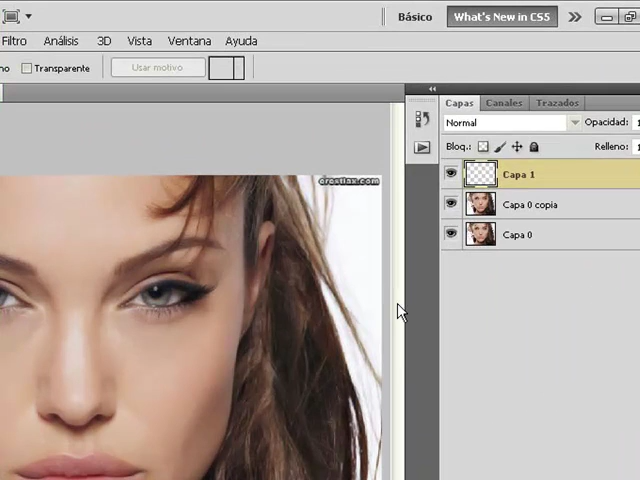 Básico
What's New in CS5
Filtro Análisis 3D Vista Ventana Ayuda
Transparente
Usar motivo
Capas Canales Trazados
Normal
Opacidad:
Bloq.:
Relleno:
Capa 1
Capa 0 copia
Capa 0